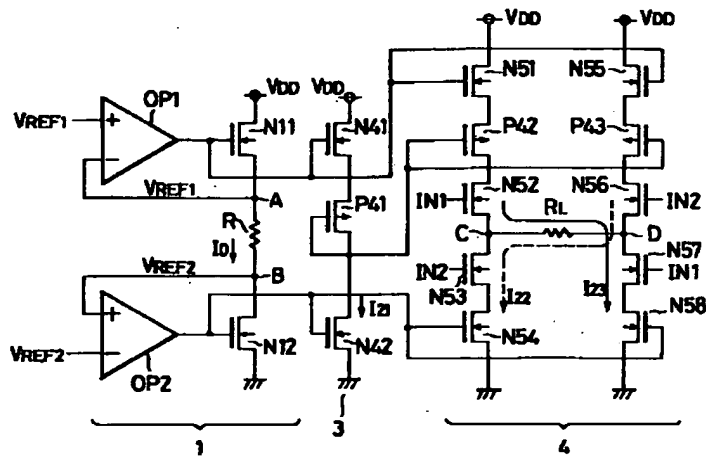 VDD VDD
N51 N55
OP1 VDD VDD
VREF1 + N11 N41 P42 P43
-
VREF1 A
P41 N52 N56
IN1 RL IN2
R
I0 C D
VREF2 B IN2 N57
IN1
+ I21 N53 I22 I23 N58
VREF2 - N12 N42 N54
OP2
1 3 4